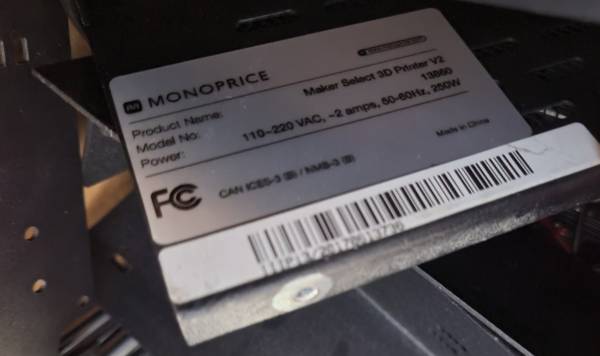 MONOPRICE
Product Name: Maker Select 3D Printer V2
Model No: 13860
Power: 110~220 VAC, ~2 amps, 50-60Hz, 250W
Made in China
FC CAN ICES-3 (B) / NMB-3 (B)